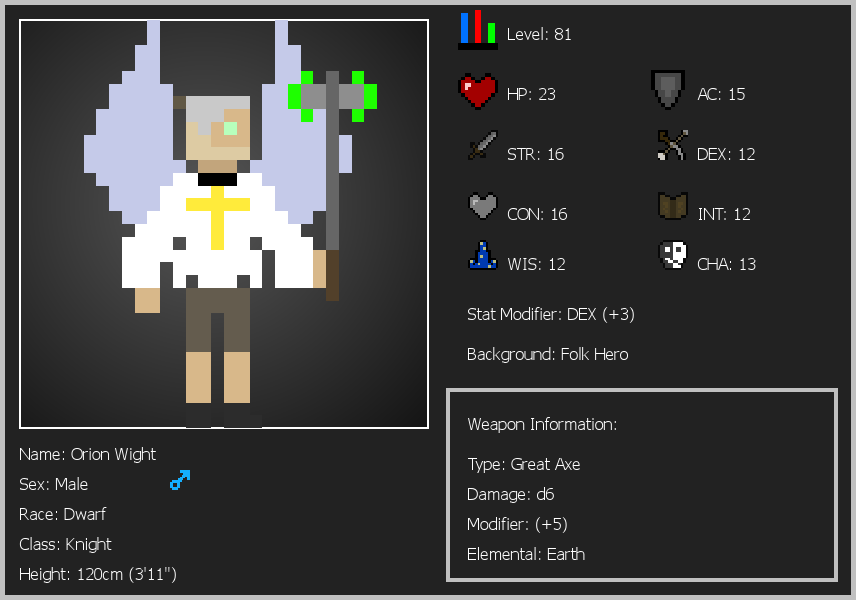 Level: 81
HP: 23
AC: 15
STR: 16
DEX: 12
CON: 16
INT: 12
WIS: 12
CHA: 13
Stat Modifier: DEX (+3)
Background: Folk Hero
Weapon Information:
Type: Great Axe
Damage: d6
Modifier: (+5)
Elemental: Earth
Name: Orion Wight
Sex: Male
Race: Dwarf
Class: Knight
Height: 120cm (3'11")